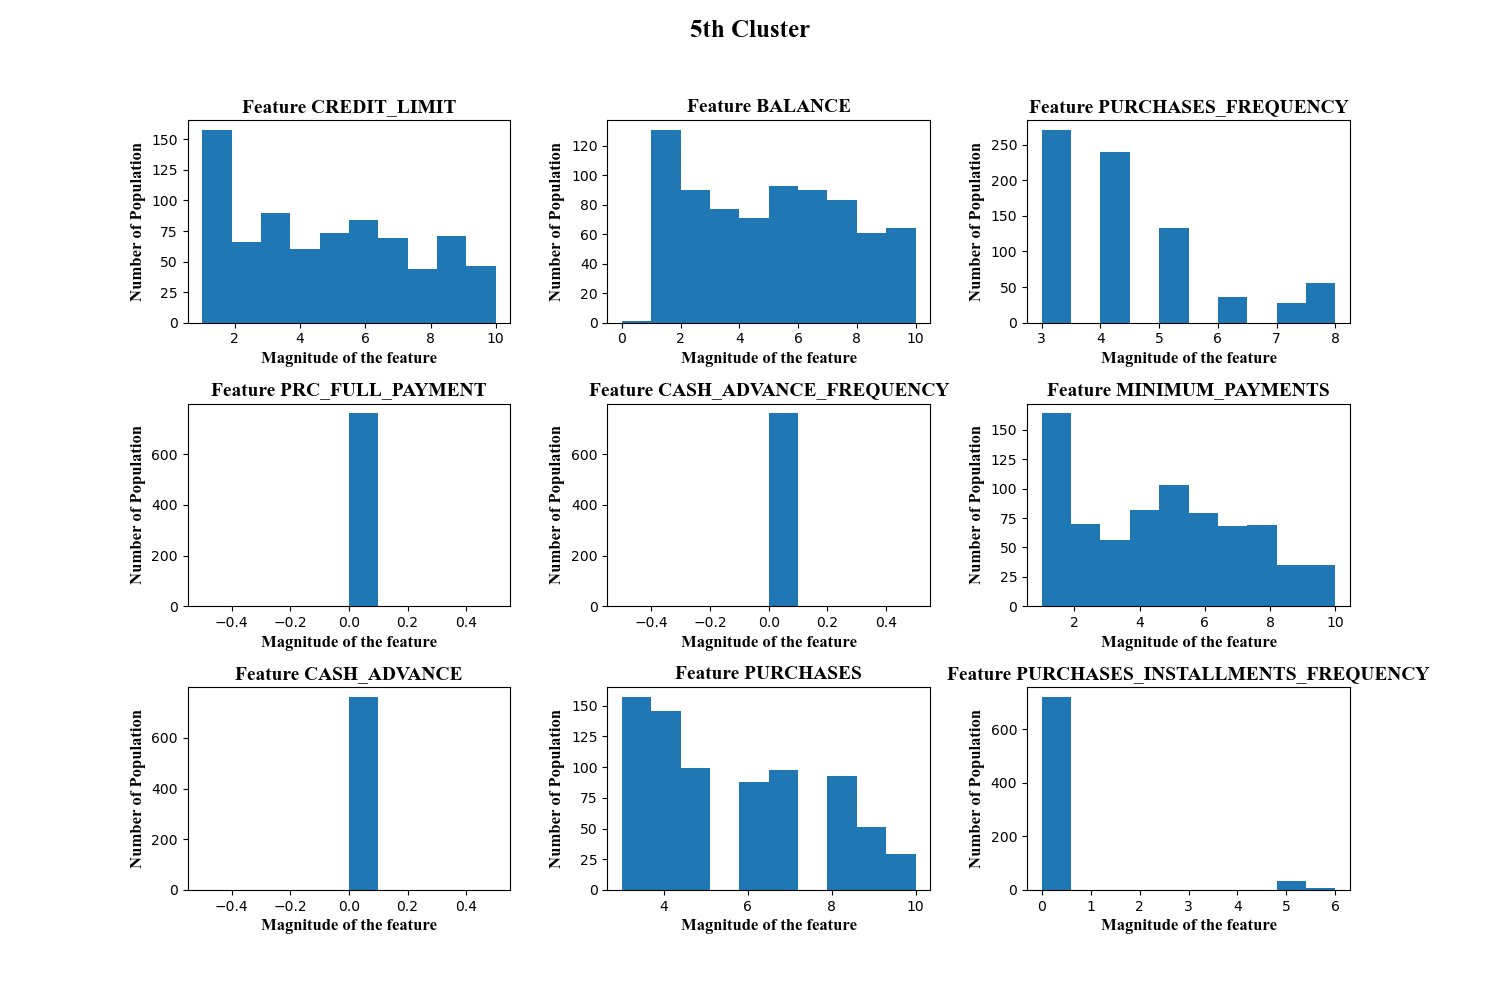 5th Cluster
Feature CREDIT_LIMIT
Number of Population
150
125
100
75
50
25
0
2 4 6 8 10
Magnitude of the feature
Feature BALANCE
Number of Population
120
100
80
60
40
20
0
0 2 4 6 8 10
Magnitude of the feature
Feature PURCHASES_FREQUENCY
Number of Population
250
200
150
100
50
0
3 4 5 6 7 8
Magnitude of the feature
Feature PRC_FULL_PAYMENT
Number of Population
600
400
200
0
−0.4 −0.2 0.0 0.2 0.4
Magnitude of the feature
Feature CASH_ADVANCE_FREQUENCY
Number of Population
600
400
200
0
−0.4 −0.2 0.0 0.2 0.4
Magnitude of the feature
Feature MINIMUM_PAYMENTS
Number of Population
150
125
100
75
50
25
0
2 4 6 8 10
Magnitude of the feature
Feature CASH_ADVANCE
Number of Population
600
400
200
0
−0.4 −0.2 0.0 0.2 0.4
Magnitude of the feature
Feature PURCHASES
Number of Population
150
125
100
75
50
25
0
4 6 8 10
Magnitude of the feature
Feature PURCHASES_INSTALLMENTS_FREQUENCY
Number of Population
600
400
200
0
0 1 2 3 4 5 6
Magnitude of the feature